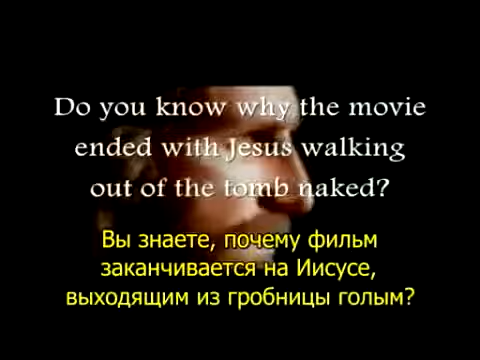 Do you know why the movie
ended with Jesus walking
out of the tomb naked?
Вы знаете, почему фильм
заканчивается на Иисусе,
выходящим из гробницы голым?